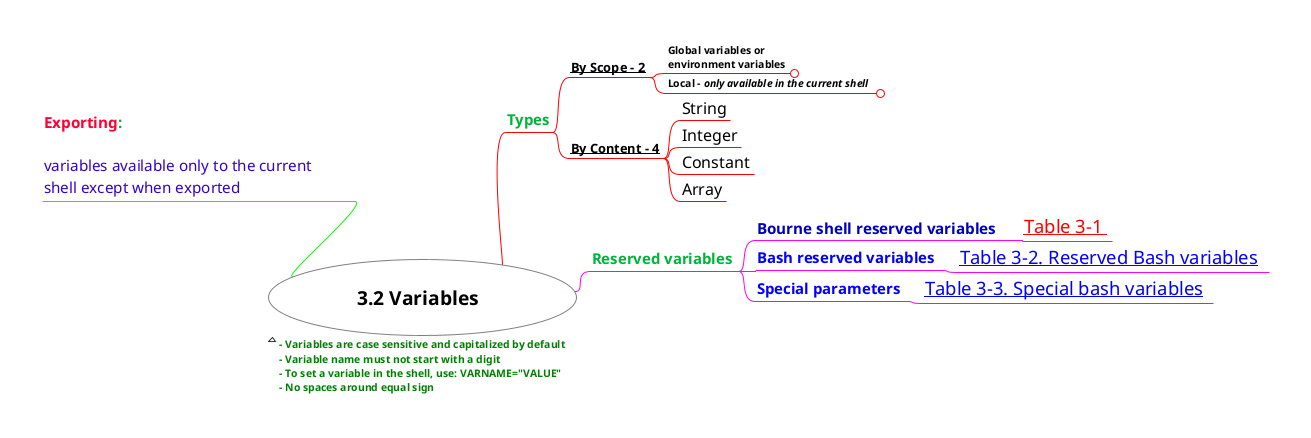 Global variables or
environment variables
By Scope - 2
Local - only available in the current shell
Types
String
Integer
By Content - 4
Constant
Array
Exporting:
variables available only to the current
shell except when exported
Bourne shell reserved variables
Table 3-1
Reserved variables
Bash reserved variables
Table 3-2. Reserved Bash variables
Special parameters
Table 3-3. Special bash variables
3.2 Variables
- Variables are case sensitive and capitalized by default
- Variable name must not start with a digit
- To set a variable in the shell, use: VARNAME="VALUE"
- No spaces around equal sign